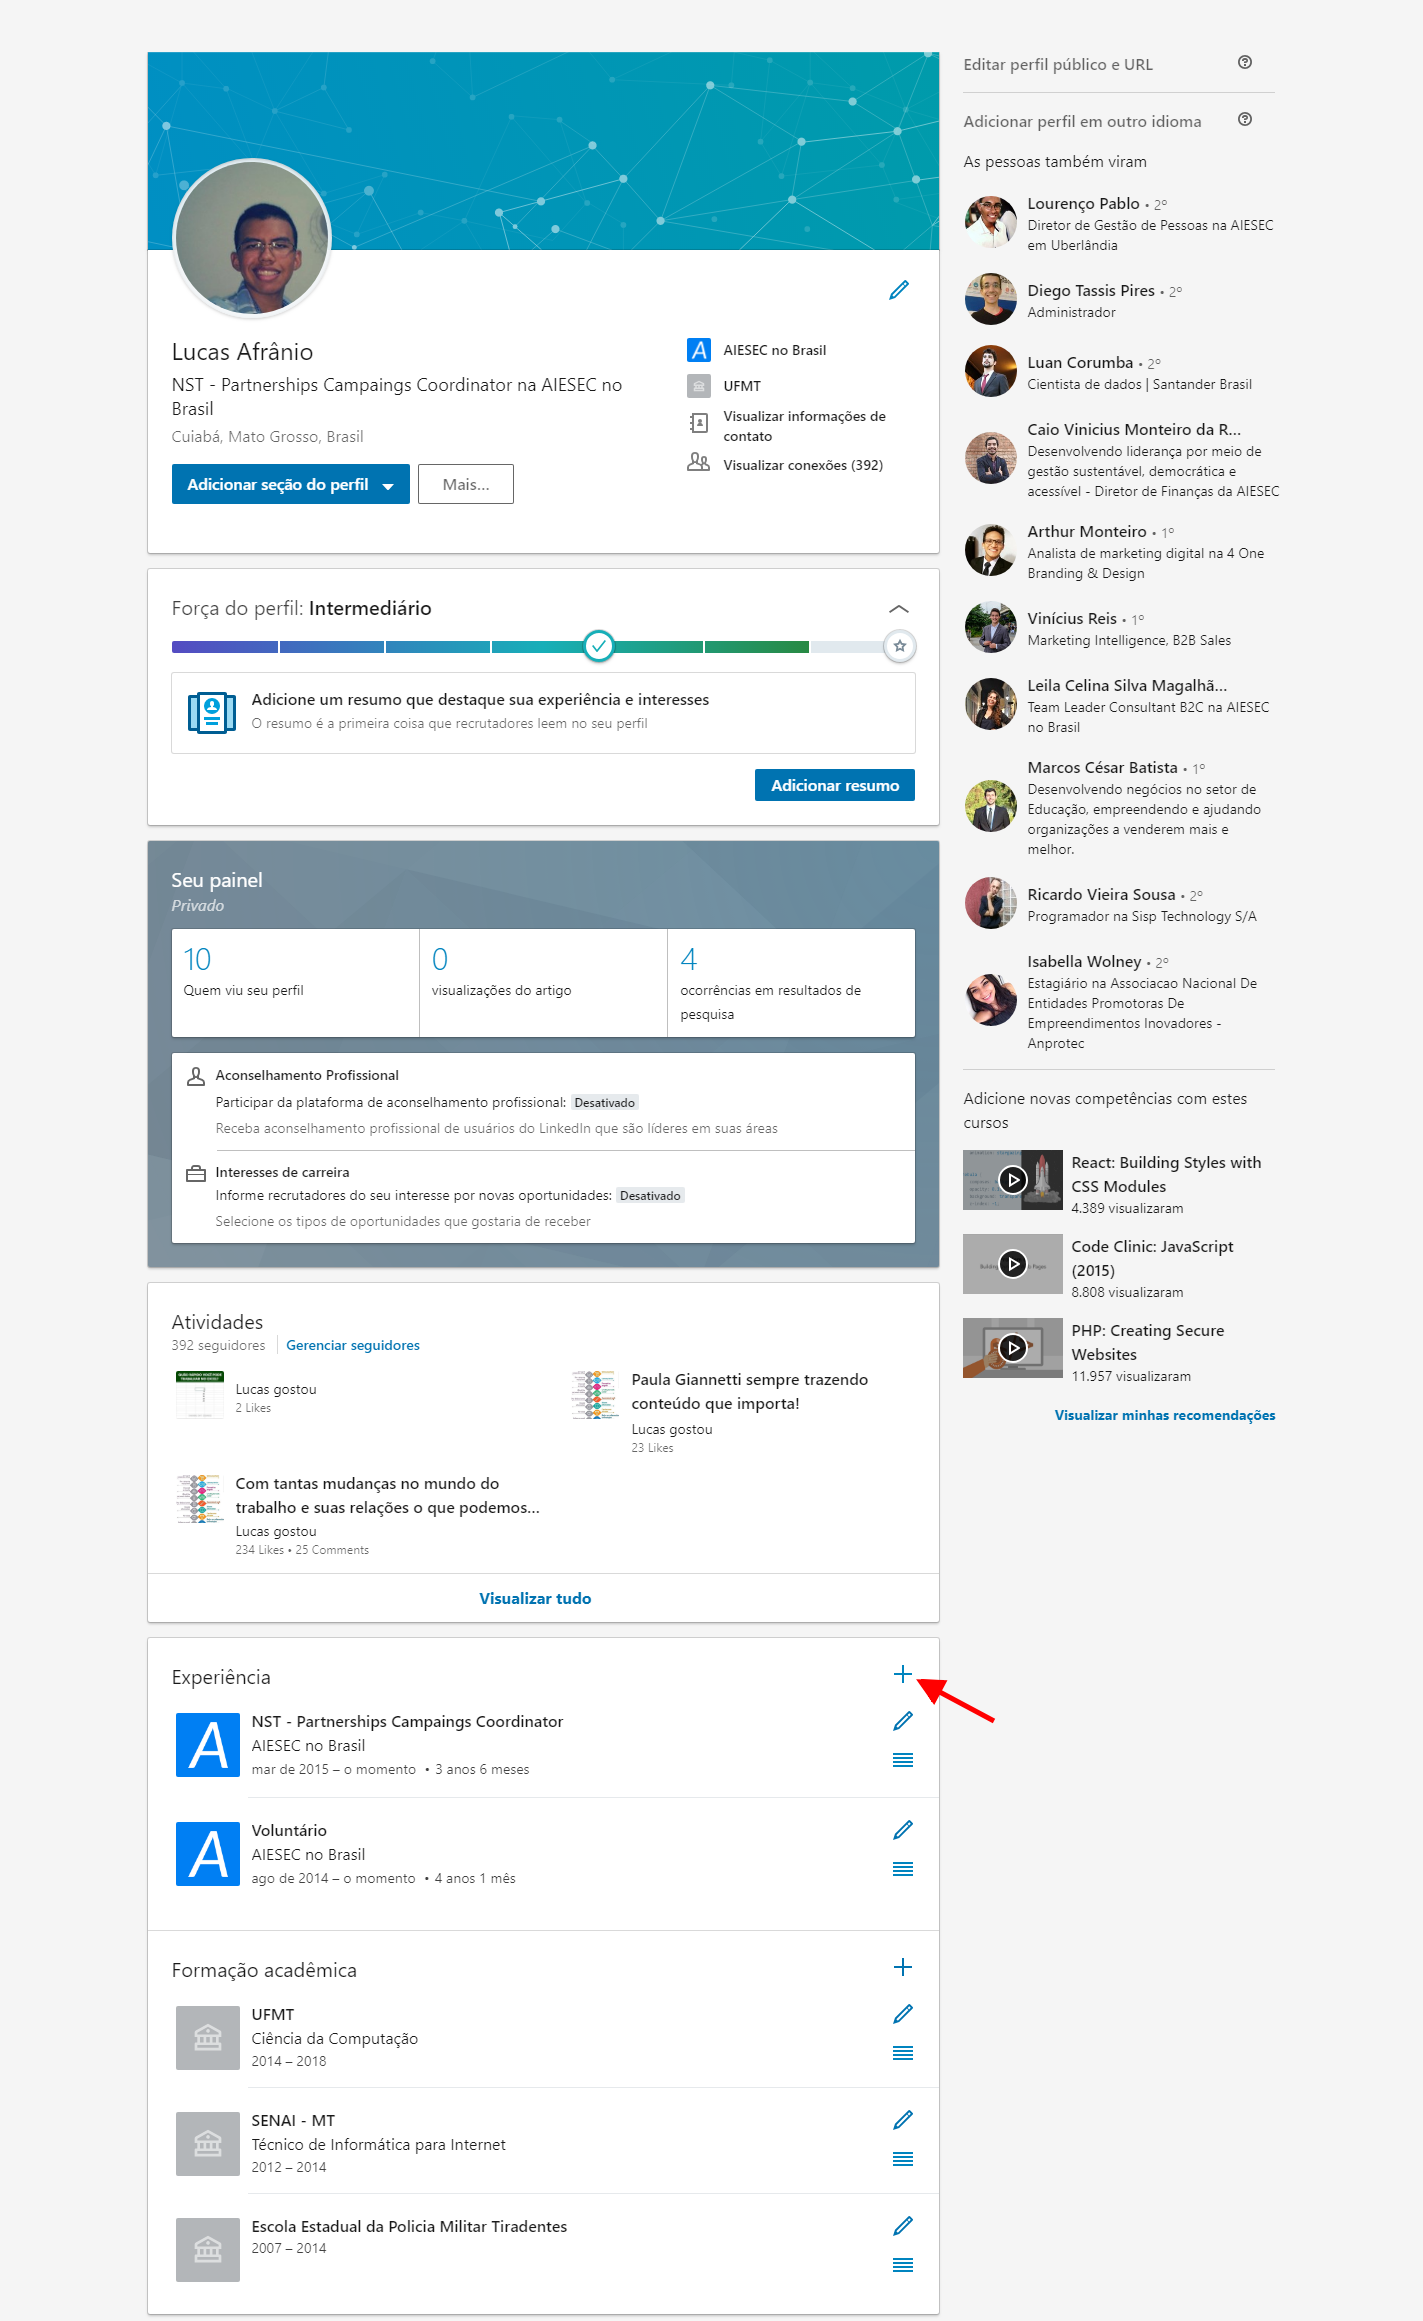 Lucas Afrânio
NST - Partnerships Campaings Coordinator na AIESEC no
Brasil
Cuiabá, Mato Grosso, Brasil
Adicionar seção do perfil
Mais...
A AIESEC no Brasil
UFMT
Visualizar informações de
contato
Visualizar conexões (392)
Força do perfil: Intermediário
Adicione um resumo que destaque sua experiência e interesses
O resumo é a primeira coisa que recrutadores leem no seu perfil
Adicionar resumo
Seu painel
Privado
10
Quem viu seu perfil
0
visualizações do artigo
4
ocorrências em resultados de
pesquisa
Aconselhamento Profissional
Participar da plataforma de aconselhamento profissional: Desativado
Receba aconselhamento profissional de usuários do LinkedIn que são líderes em suas áreas
Interesses de carreira
Informe recrutadores do seu interesse por novas oportunidades: Desativado
Selecione os tipos de oportunidades que gostaria de receber
Atividades
392 seguidores Gerenciar seguidores
Lucas gostou
2 Likes
Paula Giannetti sempre trazendo
conteúdo que importa!
Lucas gostou
23 Likes
Com tantas mudanças no mundo do
trabalho e suas relações o que podemos...
Lucas gostou
234 Likes • 25 Comments
Visualizar tudo
Experiência
A
NST - Partnerships Campaings Coordinator
AIESEC no Brasil
mar de 2015 – o momento • 3 anos 6 meses
A
Voluntário
AIESEC no Brasil
ago de 2014 – o momento • 4 anos 1 mês
Formação acadêmica
UFMT
Ciência da Computação
2014 – 2018
SENAI - MT
Técnico de Informática para Internet
2012 – 2014
Escola Estadual da Policia Militar Tiradentes
2007 – 2014
Editar perfil público e URL
Adicionar perfil em outro idioma
As pessoas também viram
Lourenço Pablo • 2º
Diretor de Gestão de Pessoas na AIESEC
em Uberlândia
Diego Tassis Pires • 2º
Administrador
Luan Corumba • 2º
Cientista de dados | Santander Brasil
Caio Vinicius Monteiro da R...
Desenvolvendo liderança por meio de
gestão sustentável, democrática e
acessível - Diretor de Finanças da AIESEC
Arthur Monteiro • 1º
Analista de marketing digital na 4 One
Branding & Design
Vinícius Reis • 1º
Marketing Intelligence, B2B Sales
Leila Celina Silva Magalhã...
Team Leader Consultant B2C na AIESEC
no Brasil
Marcos César Batista • 1º
Desenvolvendo negócios no setor de
Educação, empreendendo e ajudando
organizações a venderem mais e
melhor.
Ricardo Vieira Sousa • 2º
Programador na Sisp Technology S/A
Isabella Wolney • 2º
Estagiário na Associacao Nacional De
Entidades Promotoras De
Empreendimentos Inovadores -
Anprotec
Adicione novas competências com estes
cursos
React: Building Styles with
CSS Modules
4.389 visualizaram
Code Clinic: JavaScript
(2015)
8.808 visualizaram
PHP: Creating Secure
Websites
11.957 visualizaram
Visualizar minhas recomendações